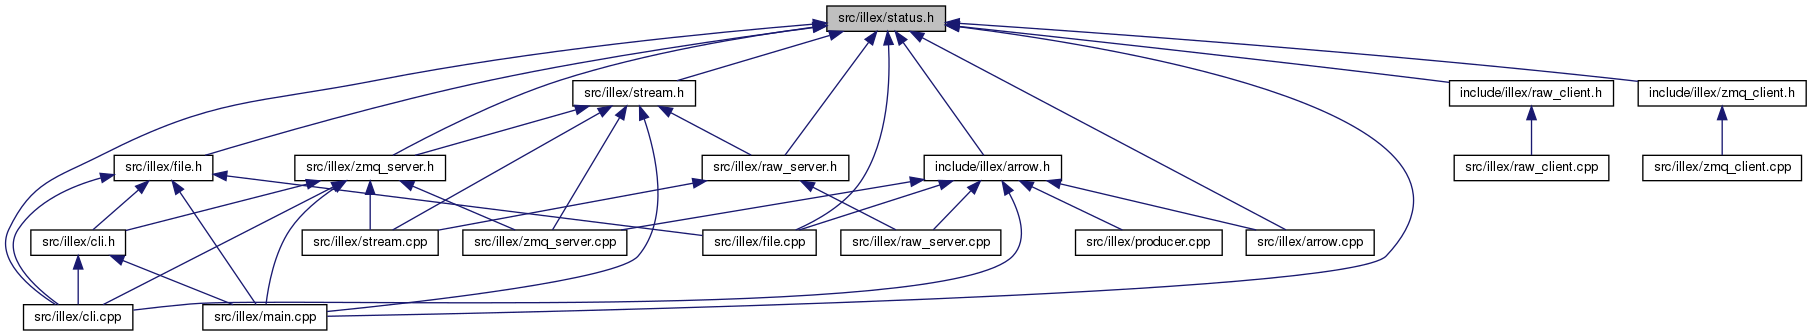 src/illex/status.h
src/illex/stream.h
include/illex/raw_client.h
include/illex/zmq_client.h
src/illex/file.h
src/illex/zmq_server.h
src/illex/raw_server.h
include/illex/arrow.h
src/illex/raw_client.cpp
src/illex/zmq_client.cpp
src/illex/cli.h
src/illex/stream.cpp
src/illex/zmq_server.cpp
src/illex/file.cpp
src/illex/raw_server.cpp
src/illex/producer.cpp
src/illex/arrow.cpp
src/illex/cli.cpp
src/illex/main.cpp